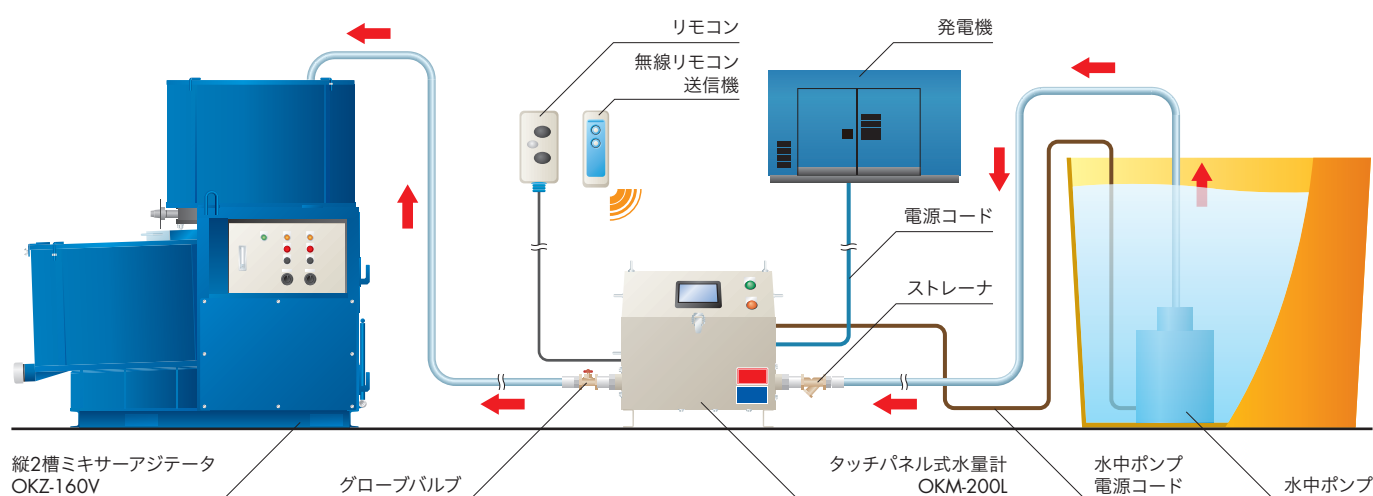 リモコン
無線リモコン
送信機
発電機
電源コード
ストレーナ
縦2槽ミキサーアジテータ
OKZ-160V
グローブバルブ
タッチパネル式水量計
OKM-200L
水中ポンプ
電源コード
水中ポンプ